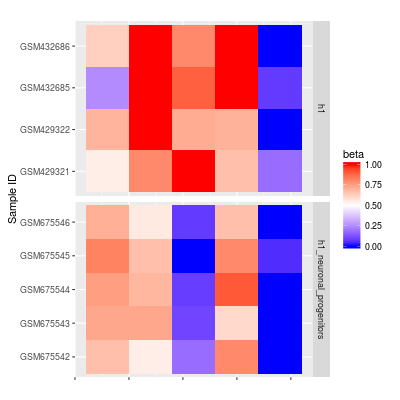 GSM432686
GSM432685
GSM429322
GSM429321
h1
GSM675546
GSM675545
GSM675544
GSM675543
GSM675542
h1_neuronal_progenitors
Sample ID
beta
1.00
0.75
0.50
0.25
0.00